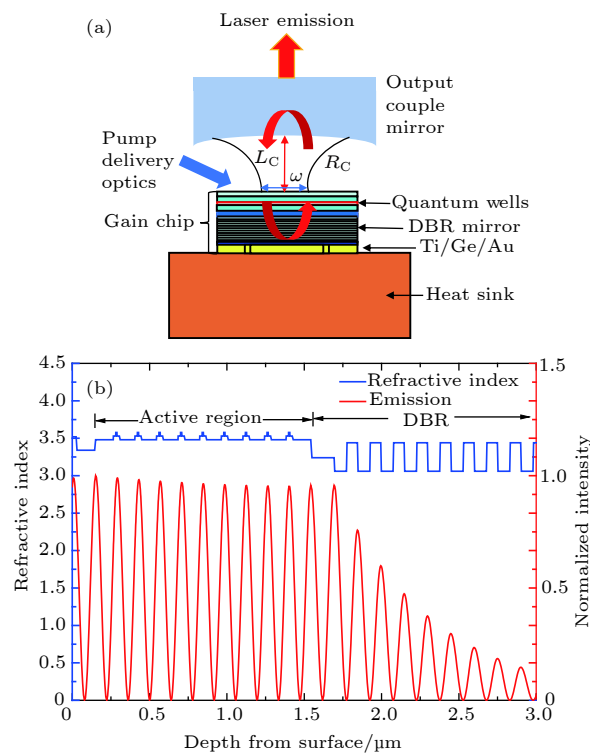 Laser emission
(a)
Output
couple
mirror
Pump
delivery
optics
L_C
R_C
ω
Gain chip
Quantum wells
DBR mirror
Ti/Ge/Au
Heat sink
(b)
Refractive index
Emission
Active region
DBR
4.5
4.0
3.5
3.0
2.5
2.0
1.5
1.0
0.5
0
Refractive index
1.5
1.0
0.5
0
Normalized intensity
0 0.5 1.0 1.5 2.0 2.5 3.0
Depth from surface/μm